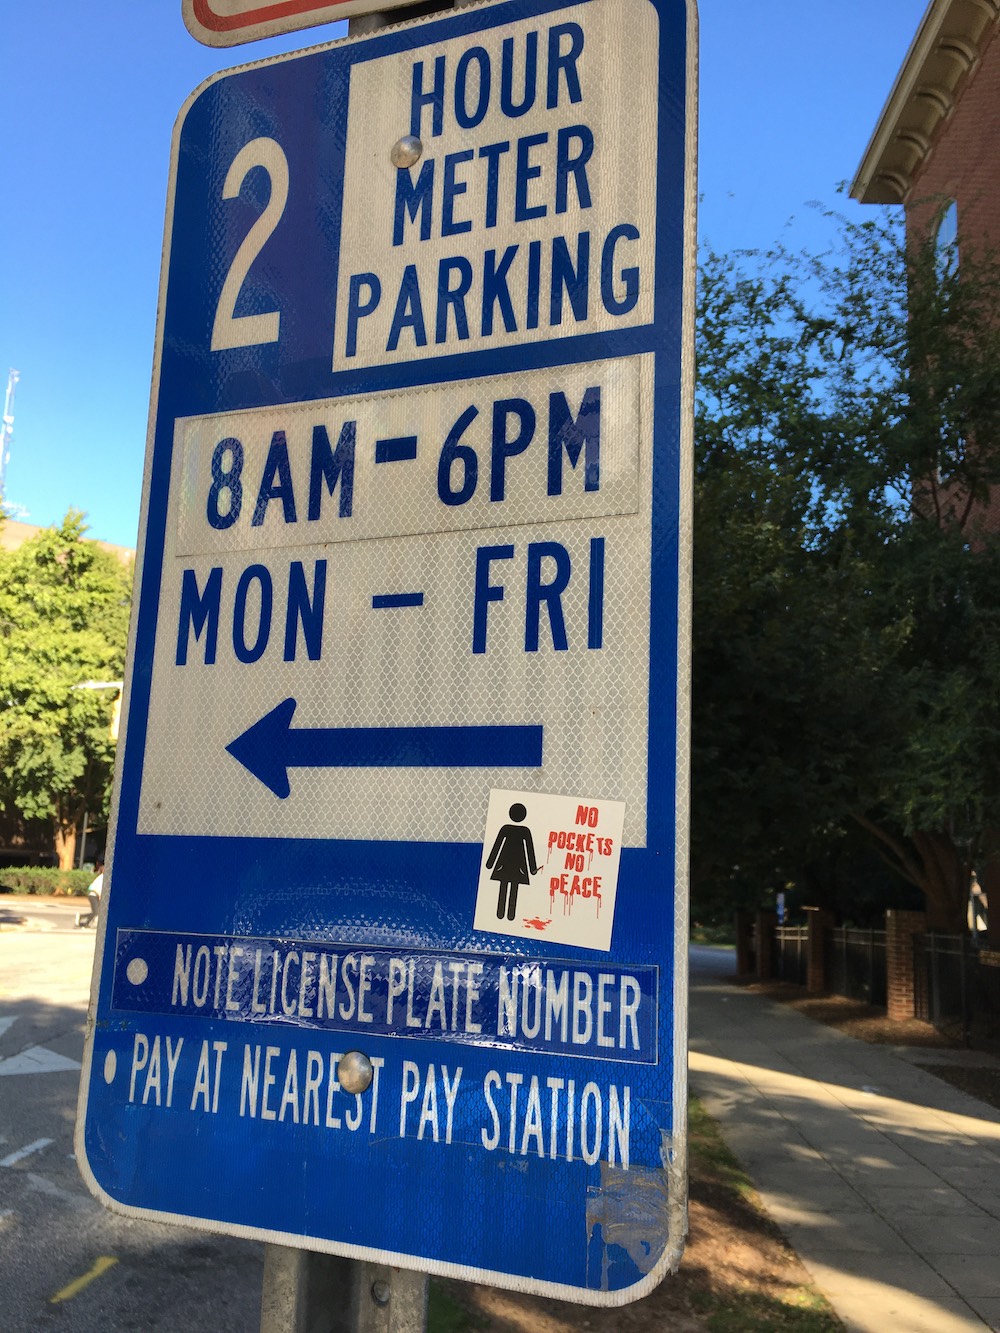 2
HOUR
METER
PARKING
8AM-6PM
MON - FRI
NO
POCKETS
NO
PEACE
• NOTE LICENSE PLATE NUMBER
• PAY AT NEAREST PAY STATION